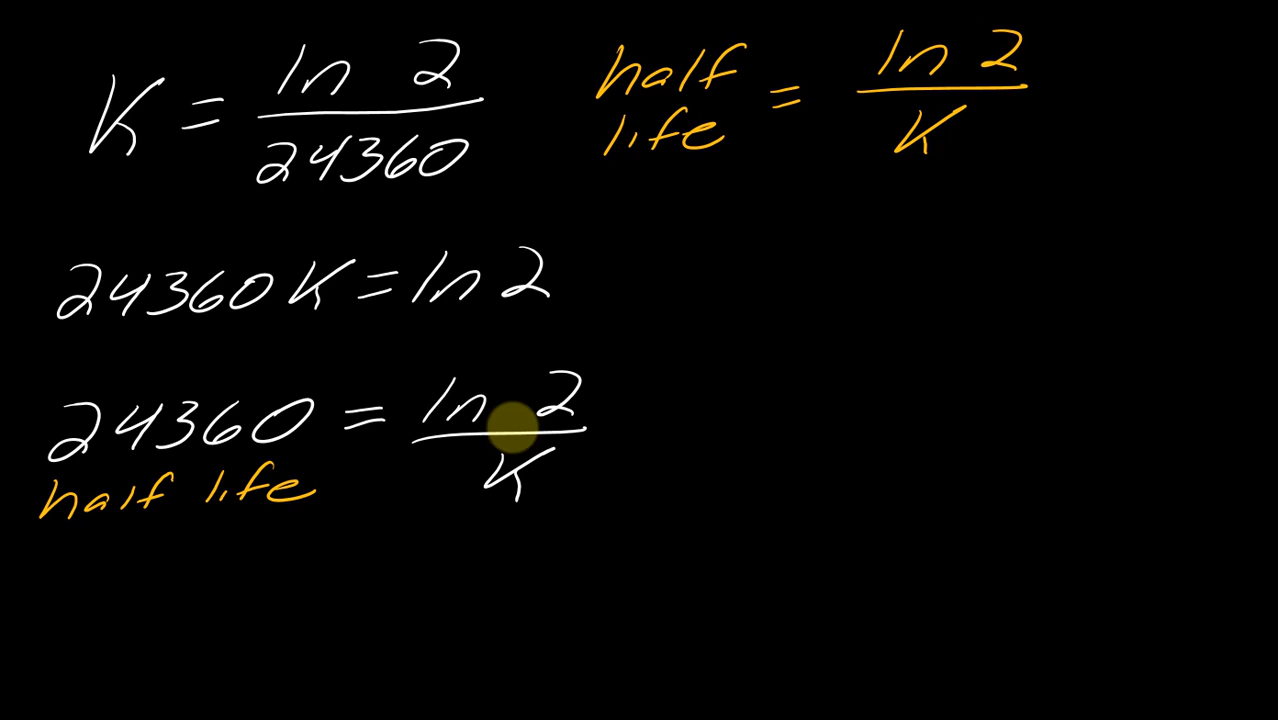 K = ln 2 / 24360
half life = ln 2 / K
24360 K = ln 2
24360 = ln 2 / K
half life